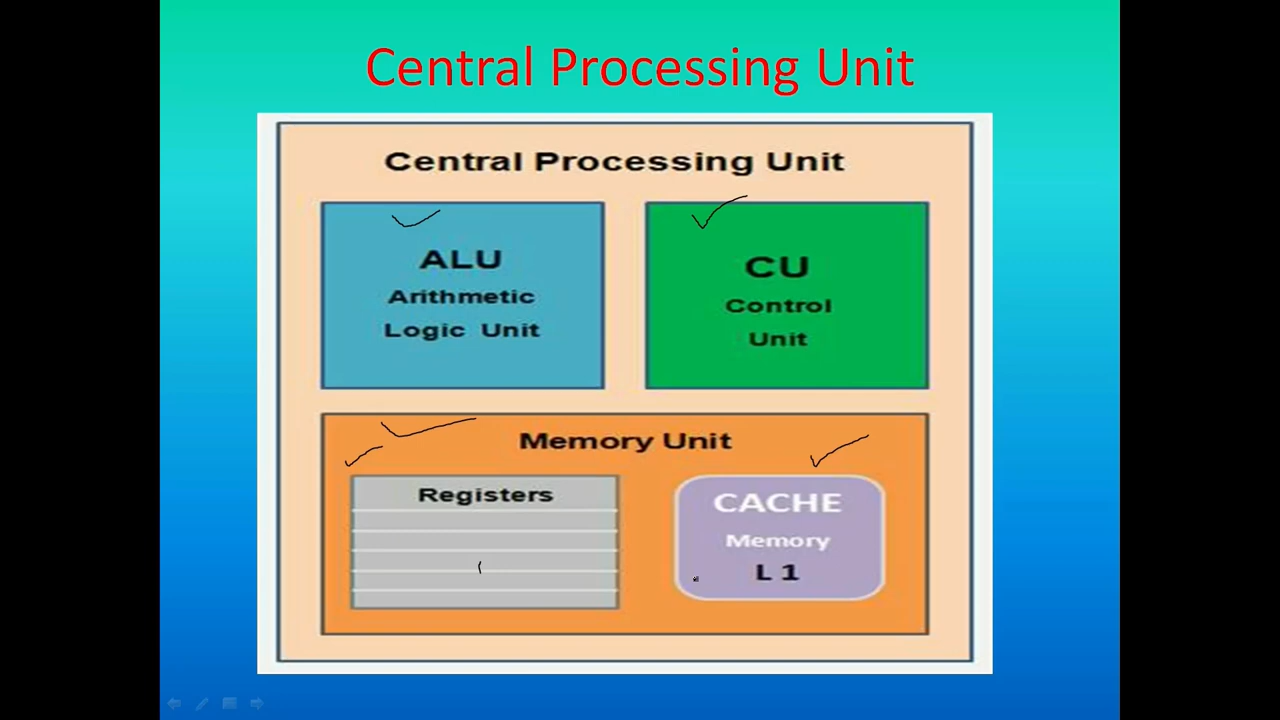 Central Processing Unit
Central Processing Unit
ALU
Arithmetic
Logic Unit
CU
Control
Unit
Memory Unit
Registers
CACHE
Memory
L 1